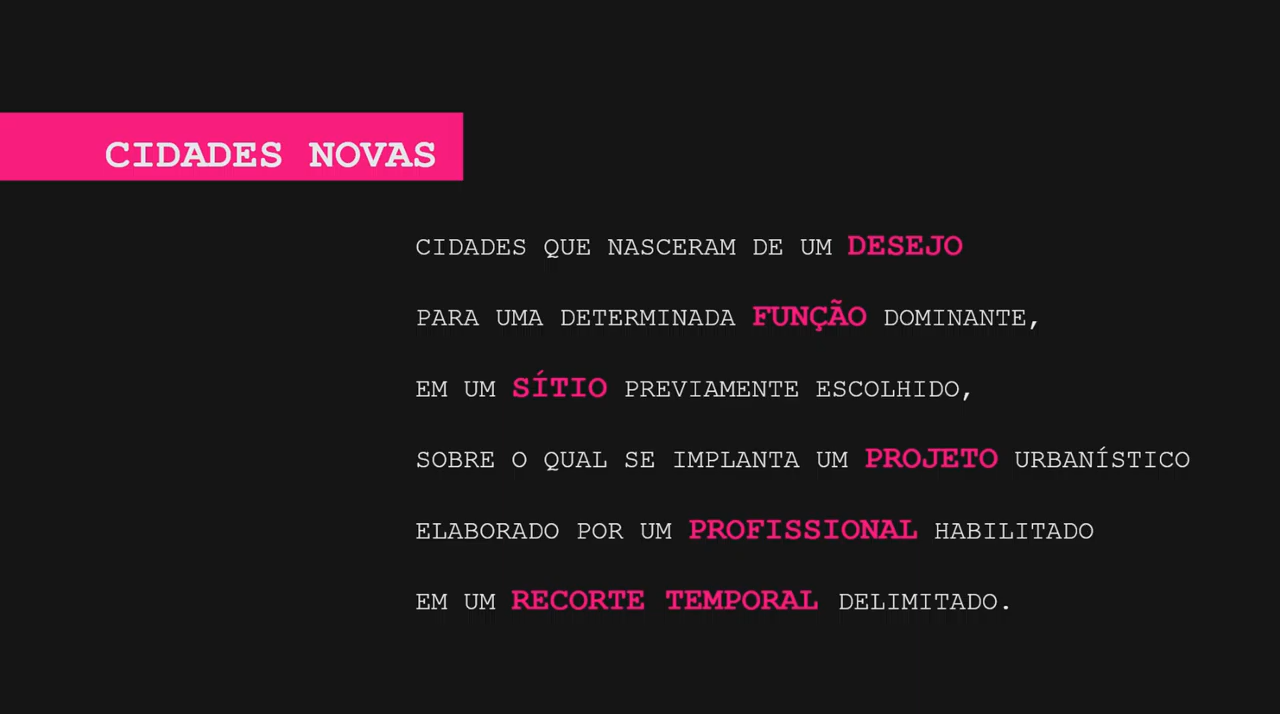 CIDADES NOVAS
CIDADES QUE NASCERAM DE UM DESEJO
PARA UMA DETERMINADA FUNÇÃO DOMINANTE,
EM UM SÍTIO PREVIAMENTE ESCOLHIDO,
SOBRE O QUAL SE IMPLANTA UM PROJETO URBANÍSTICO
ELABORADO POR UM PROFISSIONAL HABILITADO
EM UM RECORTE TEMPORAL DELIMITADO.